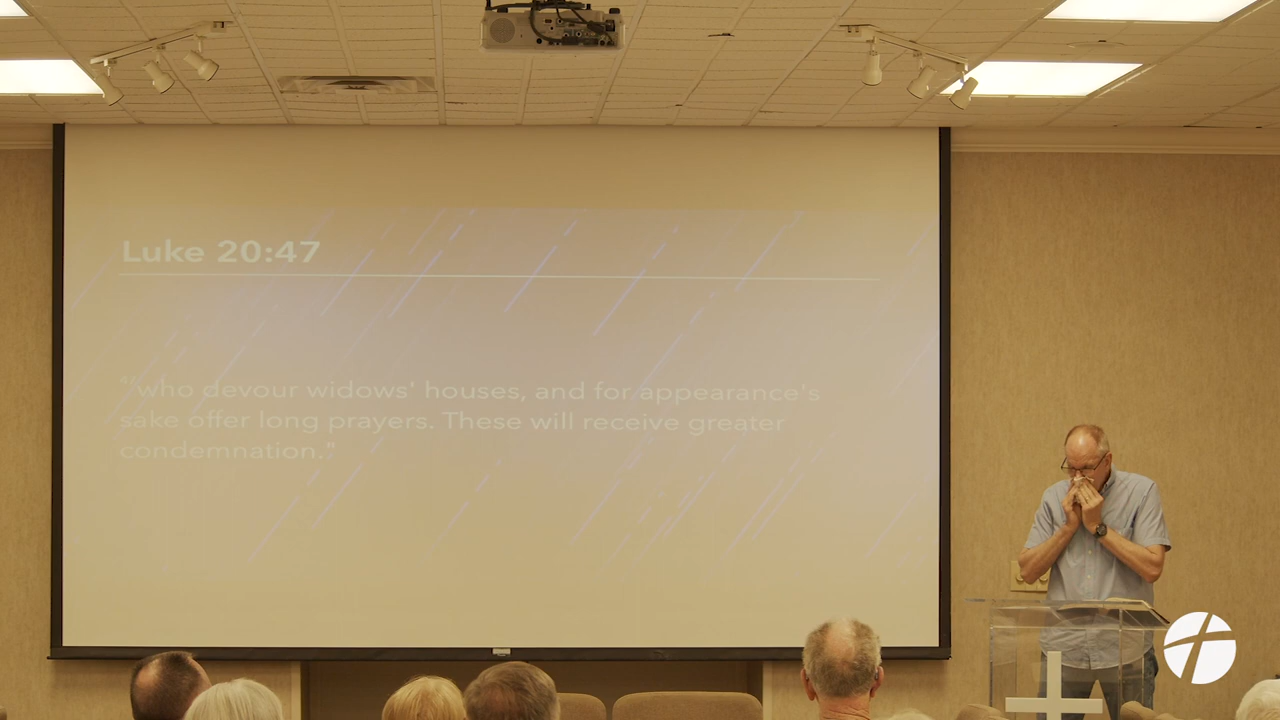 Luke 20:47
47"who devour widows' houses, and for appearance's
sake offer long prayers. These will receive greater
condemnation."